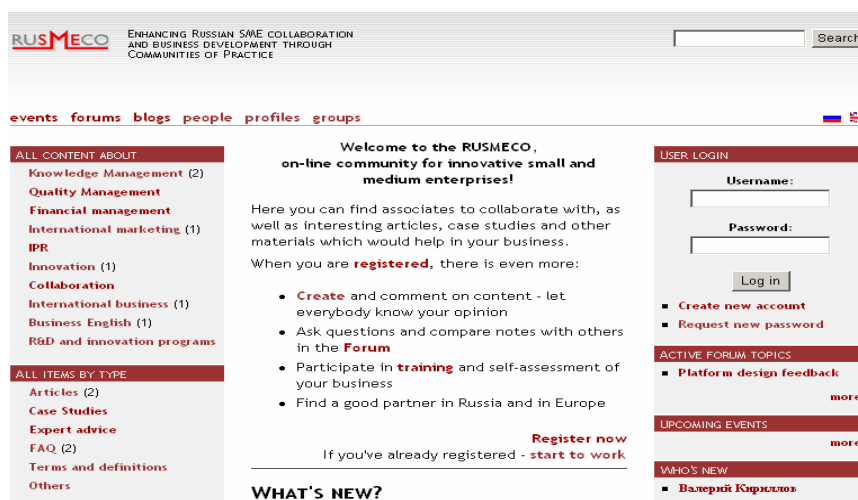 RUSMECO
ENHANCING RUSSIAN SME COLLABORATION
AND BUSINESS DEVELOPMENT THROUGH
COMMUNITIES OF PRACTICE
Search
events forums blogs people profiles groups
ALL CONTENT ABOUT
Knowledge Management (2)
Quality Management
Financial management
International marketing (1)
IPR
Innovation (1)
Collaboration
International business (1)
Business English (1)
R&D and innovation programs
ALL ITEMS BY TYPE
Articles (2)
Case Studies
Expert advice
FAQ (2)
Terms and definitions
Others
Welcome to the RUSMECO,
on-line community for innovative small and
medium enterprises!
Here you can find associates to collaborate with, as
well as interesting articles, case studies and other
materials which would help in your business.
When you are registered, there is even more:
• Create and comment on content - let
everybody know your opinion
• Ask questions and compare notes with others
in the Forum
• Participate in training and self-assessment of
your business
• Find a good partner in Russia and in Europe
Register now
If you've already registered - start to work
WHAT'S NEW?
USER LOGIN
Username:
Password:
Log in
Create new account
Request new password
ACTIVE FORUM TOPICS
Platform design feedback
more
UPCOMING EVENTS
more
WHO'S NEW
Валерий Кириллов